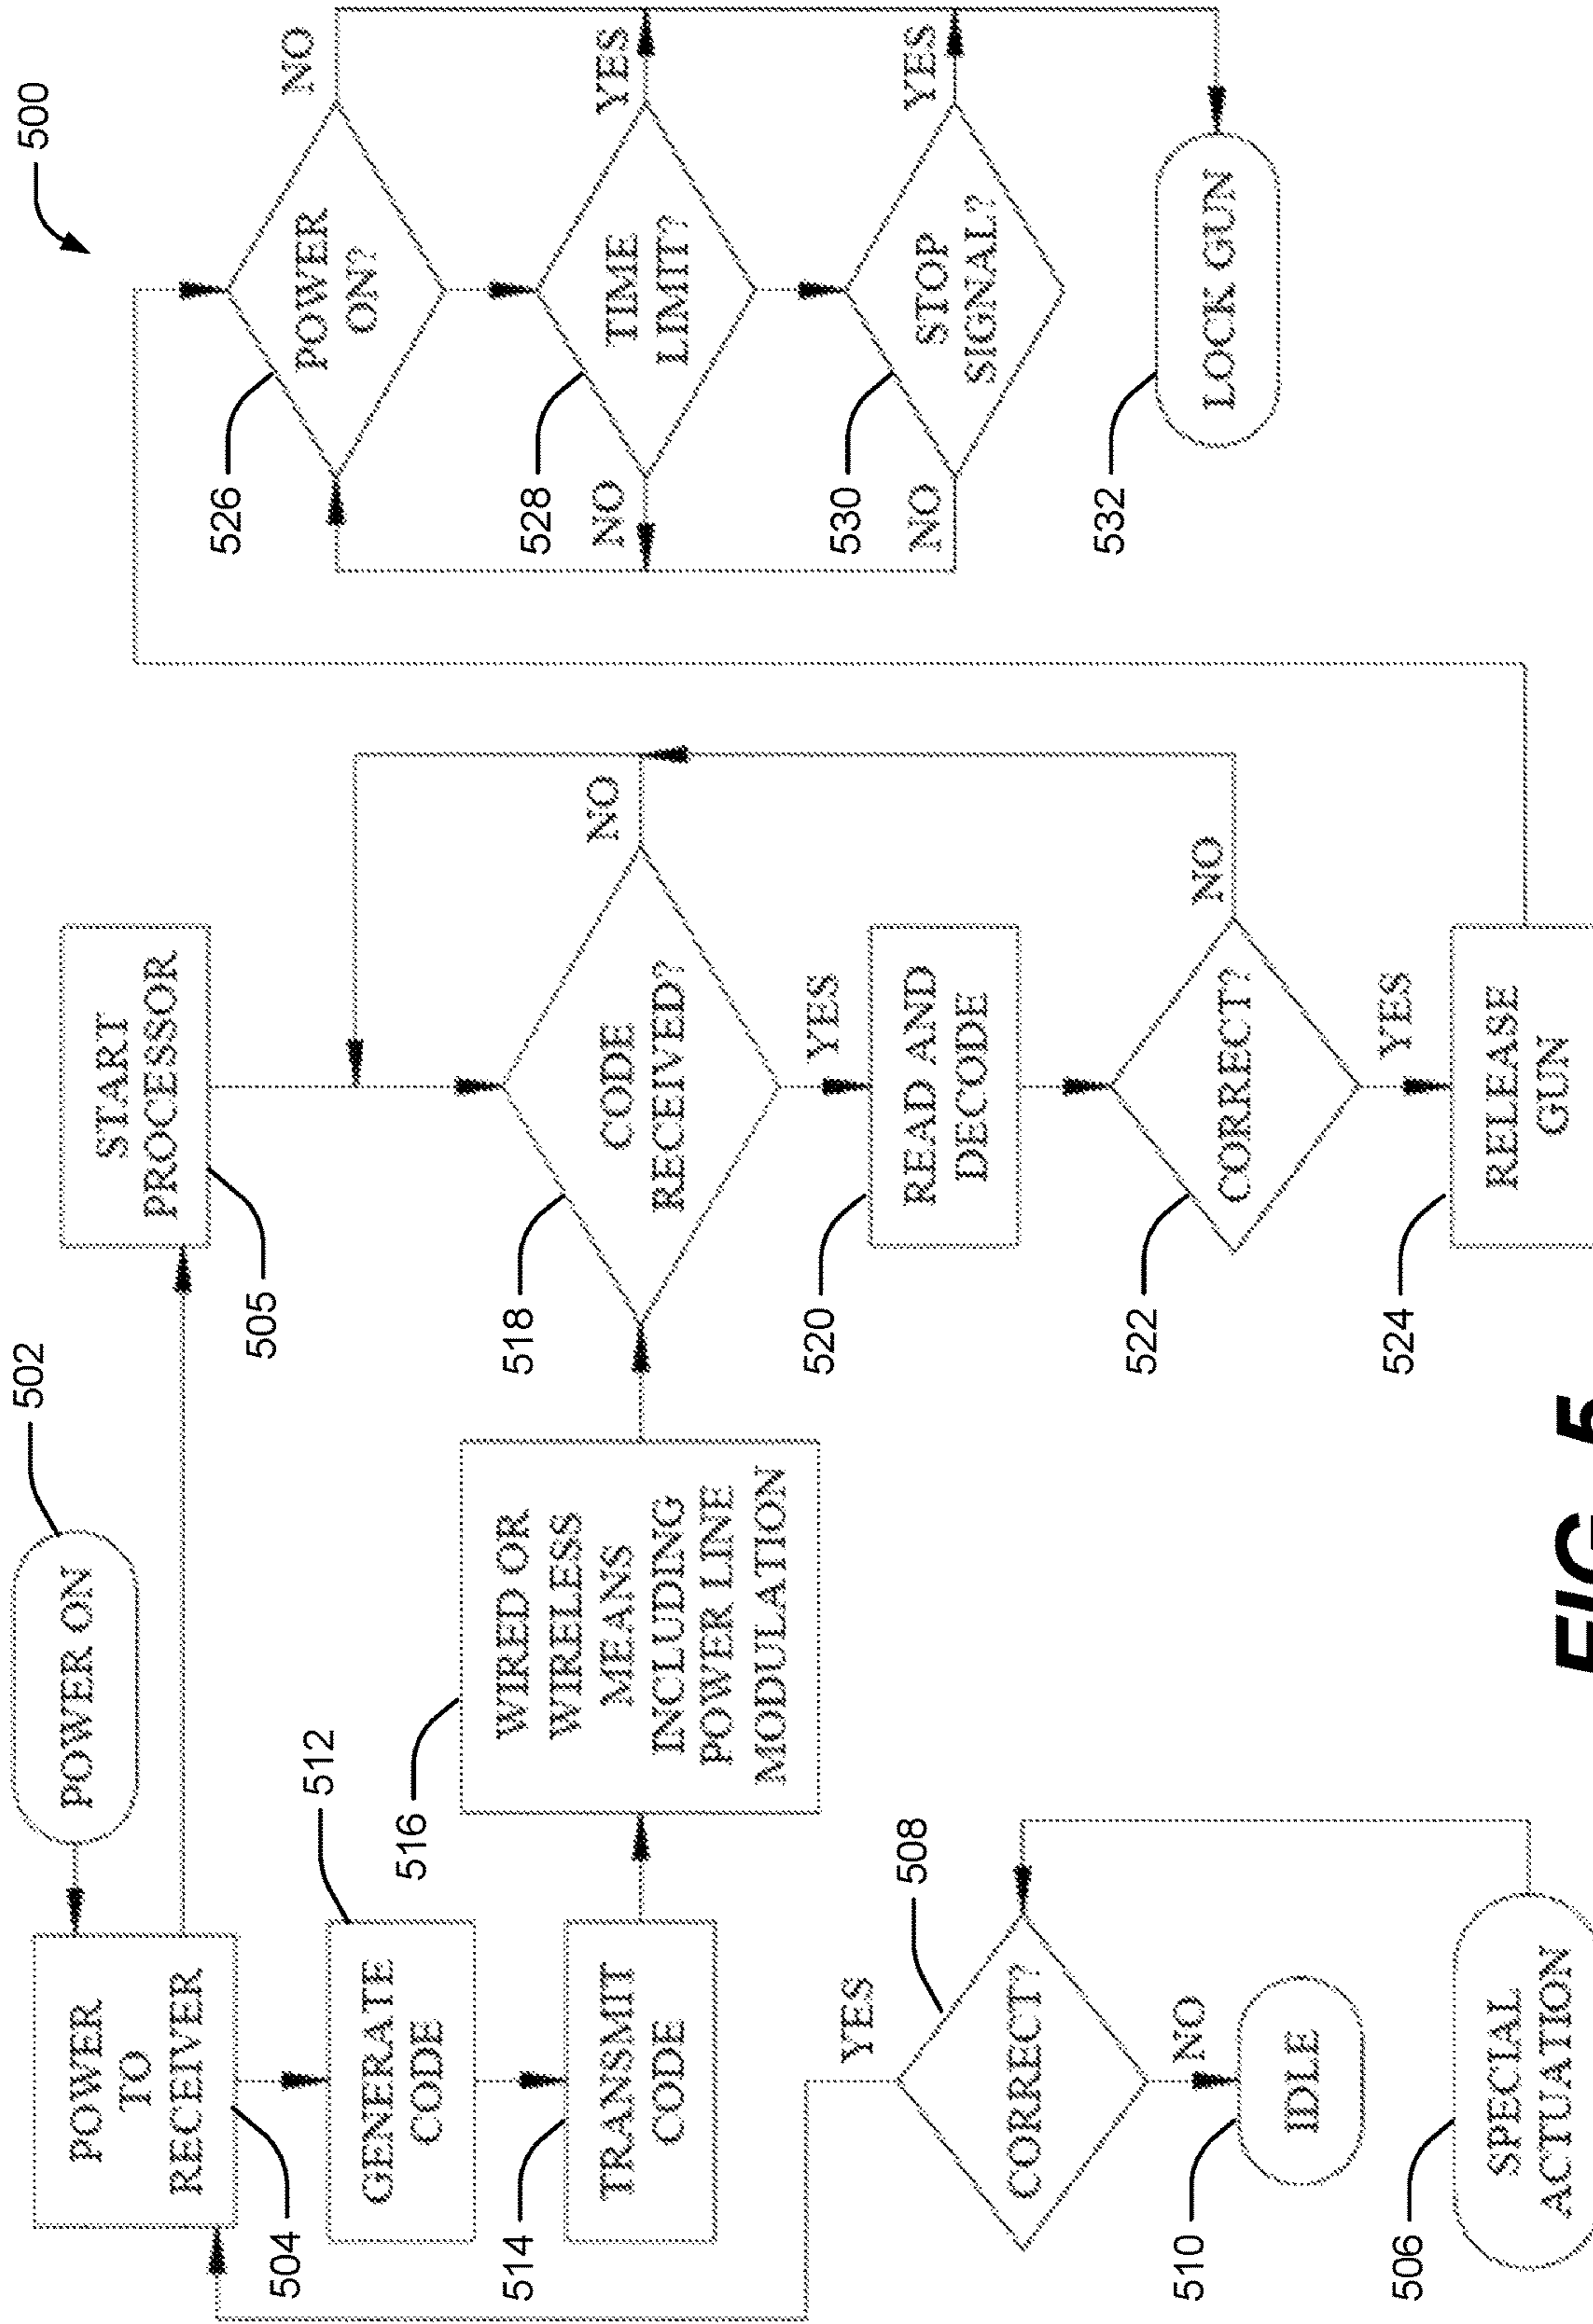 500
502
POWER ON
POWER
TO
RECEIVER
504
START
PROCESSOR
505
GENERATE
CODE
512
TRANSMIT
CODE
514
WIRED OR
WIRELESS
MEANS
INCLUDING
POWER LINE
MODULATION
516
CODE
RECEIVED?
518
NO
YES
READ AND
DECODE
520
CORRECT?
522
NO
YES
RELEASE
GUN
524
POWER
ON?
526
NO
TIME
LIMIT?
528
NO
YES
STOP
SIGNAL?
530
NO
YES
LOCK GUN
532
YES
CORRECT?
508
NO
IDLE
510
SPECIAL
ACTUATION
506
FIG. 5